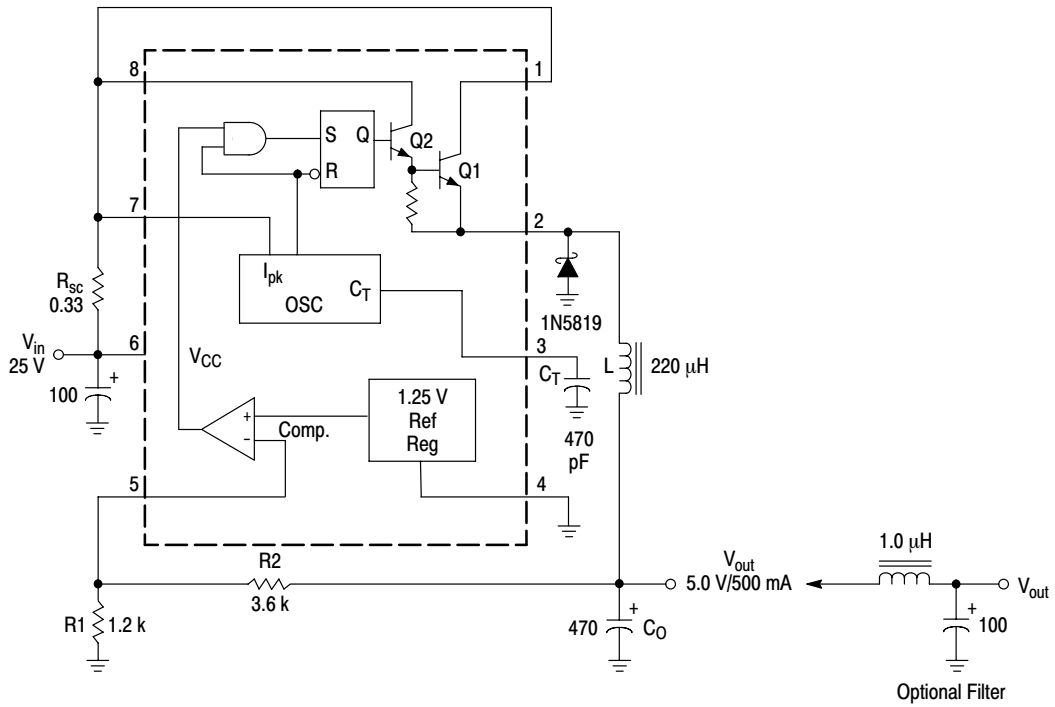 8
1
S
Q
Q2
R
Q1
7
2
Ipk
CT
OSC
Rsc
0.33
1N5819
Vin
25 V
6
VCC
3
CT
L
220 μH
100
+
470
pF
+
-
Comp.
1.25 V
Ref
Reg
5
4
R2
3.6 k
Vout
5.0 V/500 mA
1.0 μH
Vout
R1
1.2 k
470
+
CO
+
100
Optional Filter